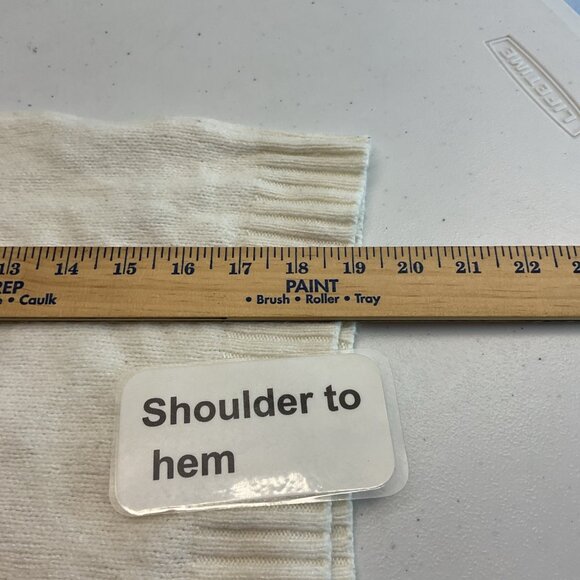 LIFETIME
13 14 15 16 17 18 19 20 21 22
PAINT
• Caulk
• Brush • Roller • Tray
Shoulder to
hem